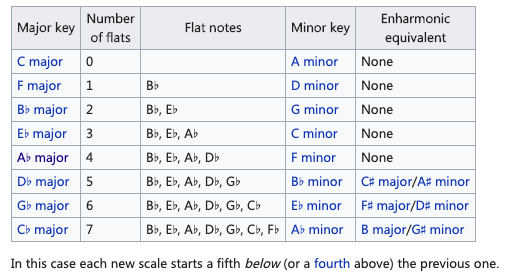 Major key Number of flats Flat notes Minor key Enharmonic equivalent
C major 0 A minor None
F major 1 B♭ D minor None
B♭ major 2 B♭, E♭ G minor None
E♭ major 3 B♭, E♭, A♭ C minor None
A♭ major 4 B♭, E♭, A♭, D♭ F minor None
D♭ major 5 B♭, E♭, A♭, D♭, G♭ B♭ minor C♯ major/A♯ minor
G♭ major 6 B♭, E♭, A♭, D♭, G♭, C♭ E♭ minor F♯ major/D♯ minor
C♭ major 7 B♭, E♭, A♭, D♭, G♭, C♭, F♭ A♭ minor B major/G♯ minor
In this case each new scale starts a fifth below (or a fourth above) the previous one.